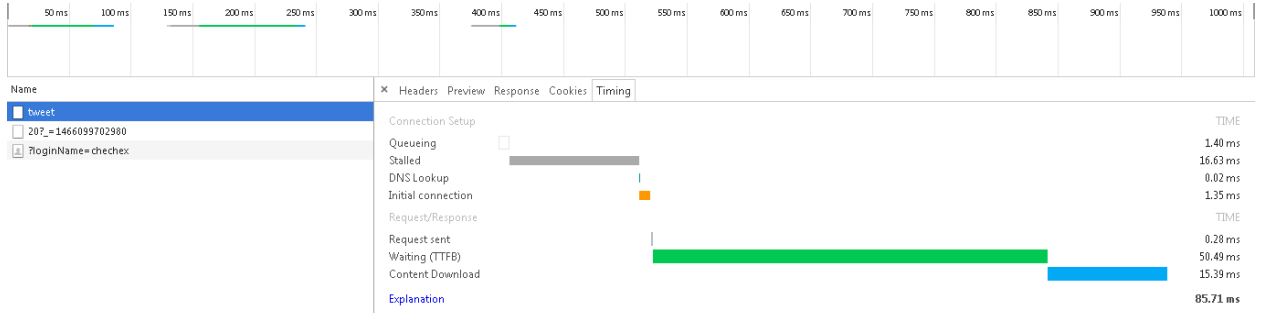 50 ms 100 ms 150 ms 200 ms 250 ms 300 ms 350 ms 400 ms 450 ms 500 ms 550 ms 600 ms 650 ms 700 ms 750 ms 800 ms 850 ms 900 ms 950 ms 1000 ms
Name × Headers Preview Response Cookies Timing
tweet
20?_=1466099702980
?loginName=chechex
Connection Setup TIME
Queueing 1.40 ms
Stalled 16.63 ms
DNS Lookup 0.02 ms
Initial connection 1.35 ms
Request/Response TIME
Request sent 0.28 ms
Waiting (TTFB) 50.49 ms
Content Download 15.39 ms
Explanation 85.71 ms